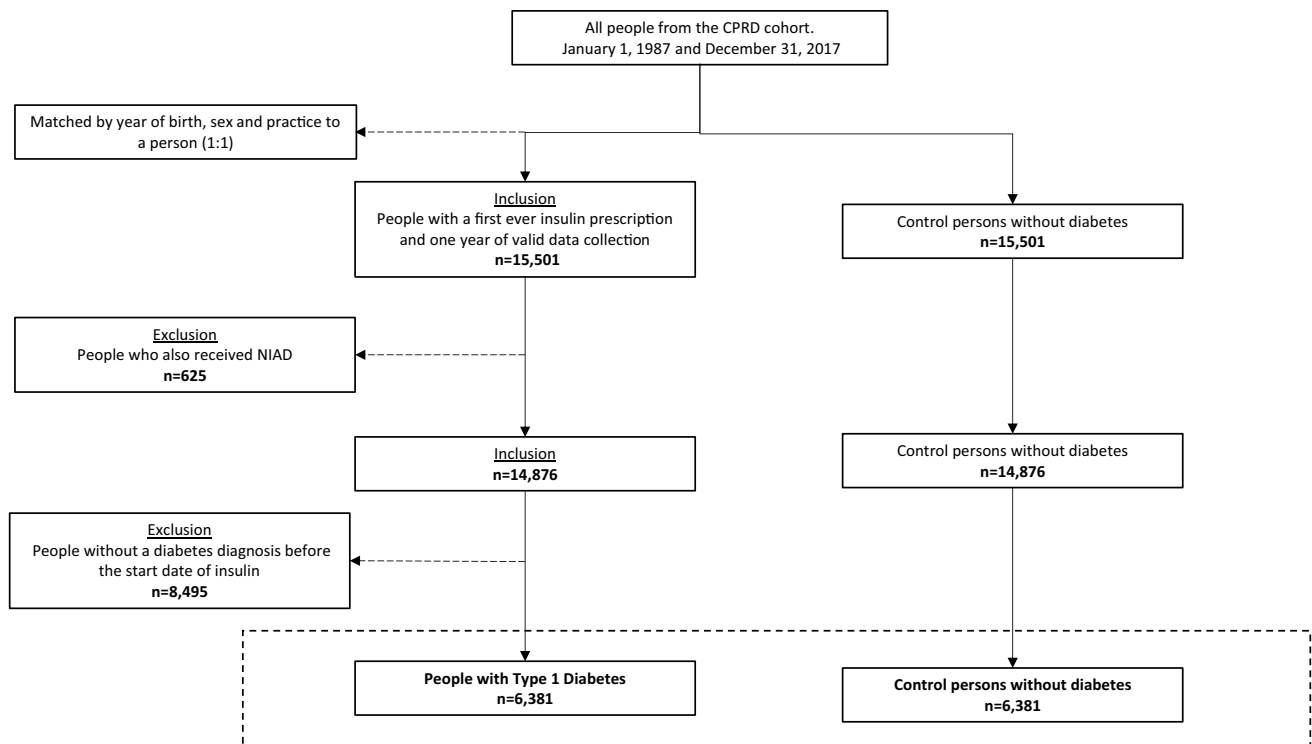 All people from the CPRD cohort.
January 1, 1987 and December 31, 2017
Matched by year of birth, sex and practice to
a person (1:1)
Inclusion
People with a first ever insulin prescription
and one year of valid data collection
n=15,501
Control persons without diabetes
n=15,501
Exclusion
People who also received NIAD
n=625
Inclusion
n=14,876
Control persons without diabetes
n=14,876
Exclusion
People without a diabetes diagnosis before
the start date of insulin
n=8,495
People with Type 1 Diabetes
n=6,381
Control persons without diabetes
n=6,381